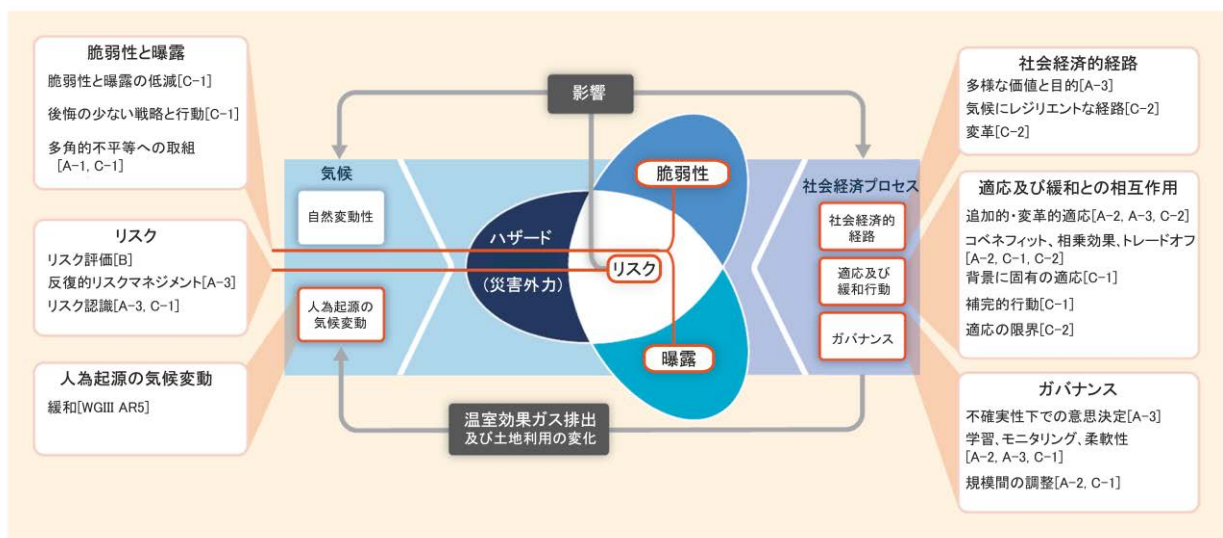 脆弱性と曝露
脆弱性と曝露の低減[C-1]
後悔の少ない戦略と行動[C-1]
多角的不平等への取組
[A-1, C-1]
リスク
リスク評価[B]
反復的リスクマネジメント[A-3]
リスク認識[A-3, C-1]
人為起源の気候変動
緩和[WGIII AR5]
影響
気候
自然変動性
人為起源の
気候変動
ハザード
(災害外力)
脆弱性
リスク
曝露
社会経済プロセス
社会経済的
経路
適応及び
緩和行動
ガバナンス
温室効果ガス排出
及び土地利用の変化
社会経済的経路
多様な価値と目的[A-3]
気候にレジリエントな経路[C-2]
変革[C-2]
適応及び緩和との相互作用
追加的・変革的適応[A-2, A-3, C-2]
コベネフィット、相乗効果、トレードオフ
[A-2, C-1, C-2]
背景に固有の適応[C-1]
補完的行動[C-1]
適応の限界[C-2]
ガバナンス
不確実性下での意思決定[A-3]
学習、モニタリング、柔軟性
[A-2, A-3, C-1]
規模間の調整[A-2, C-1]